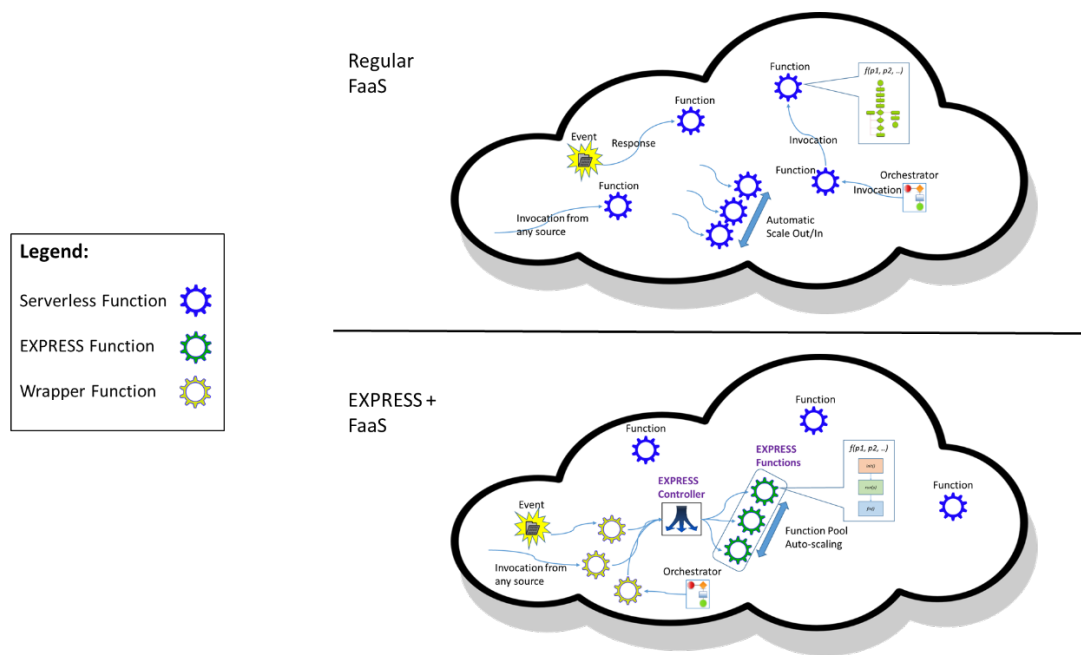 Regular
FaaS
Function
f(p1, p2, ..)
Function
Event
Response
Invocation
Function
Function
Orchestrator
Invocation
Invocation from
any source
Automatic
Scale Out/In
Legend:
Serverless Function
EXPRESS Function
Wrapper Function
EXPRESS +
FaaS
Function
Function
EXPRESS
Functions
f(p1, p2, ..)
EXPRESS
Controller
Function
Event
Function Pool
Auto-scaling
Invocation from
any source
Orchestrator